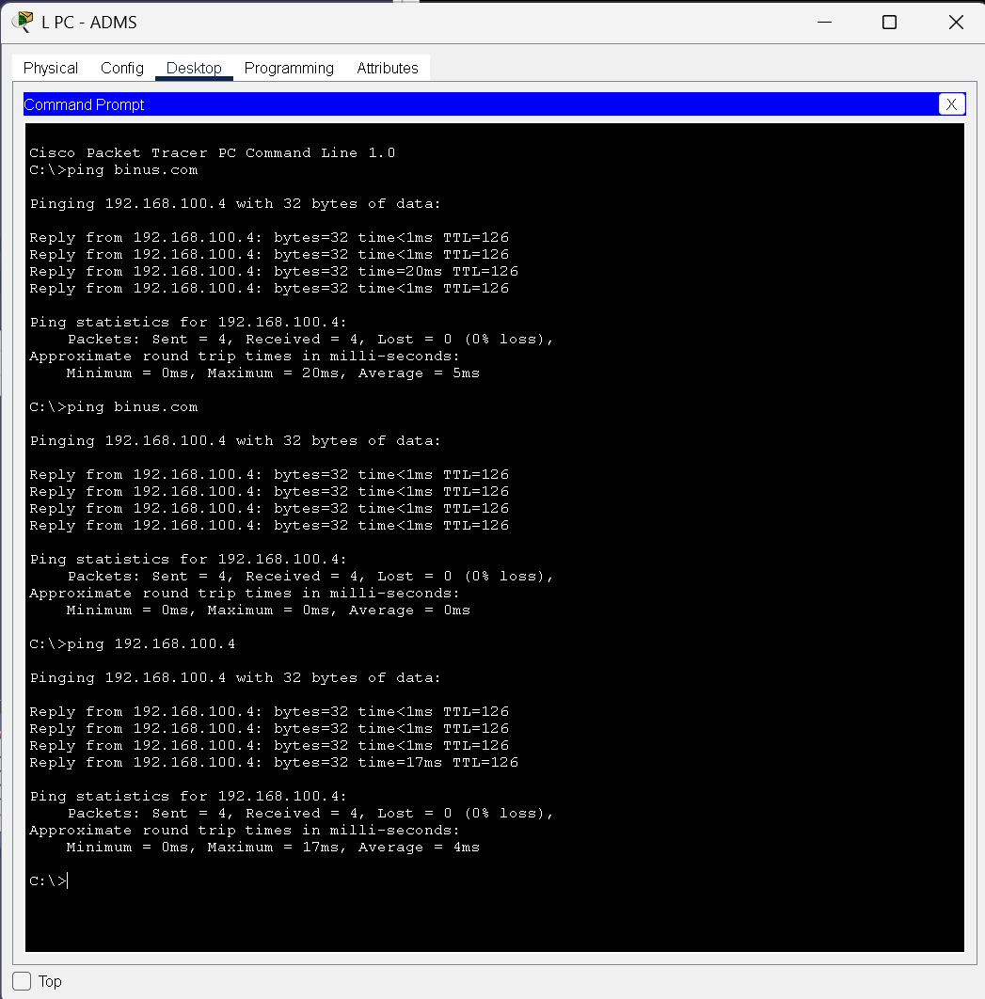 L PC - ADMS
Physical Config Desktop Programming Attributes
Command Prompt
X
Cisco Packet Tracer PC Command Line 1.0
C:\>ping binus.com
Pinging 192.168.100.4 with 32 bytes of data:
Reply from 192.168.100.4: bytes=32 time<1ms TTL=126
Reply from 192.168.100.4: bytes=32 time<1ms TTL=126
Reply from 192.168.100.4: bytes=32 time=20ms TTL=126
Reply from 192.168.100.4: bytes=32 time<1ms TTL=126
Ping statistics for 192.168.100.4:
Packets: Sent = 4, Received = 4, Lost = 0 (0% loss),
Approximate round trip times in milli-seconds:
Minimum = 0ms, Maximum = 20ms, Average = 5ms
C:\>ping binus.com
Pinging 192.168.100.4 with 32 bytes of data:
Reply from 192.168.100.4: bytes=32 time<1ms TTL=126
Reply from 192.168.100.4: bytes=32 time<1ms TTL=126
Reply from 192.168.100.4: bytes=32 time<1ms TTL=126
Reply from 192.168.100.4: bytes=32 time<1ms TTL=126
Ping statistics for 192.168.100.4:
Packets: Sent = 4, Received = 4, Lost = 0 (0% loss),
Approximate round trip times in milli-seconds:
Minimum = 0ms, Maximum = 0ms, Average = 0ms
C:\>ping 192.168.100.4
Pinging 192.168.100.4 with 32 bytes of data:
Reply from 192.168.100.4: bytes=32 time<1ms TTL=126
Reply from 192.168.100.4: bytes=32 time<1ms TTL=126
Reply from 192.168.100.4: bytes=32 time<1ms TTL=126
Reply from 192.168.100.4: bytes=32 time=17ms TTL=126
Ping statistics for 192.168.100.4:
Packets: Sent = 4, Received = 4, Lost = 0 (0% loss),
Approximate round trip times in milli-seconds:
Minimum = 0ms, Maximum = 17ms, Average = 4ms
C:\>
Top